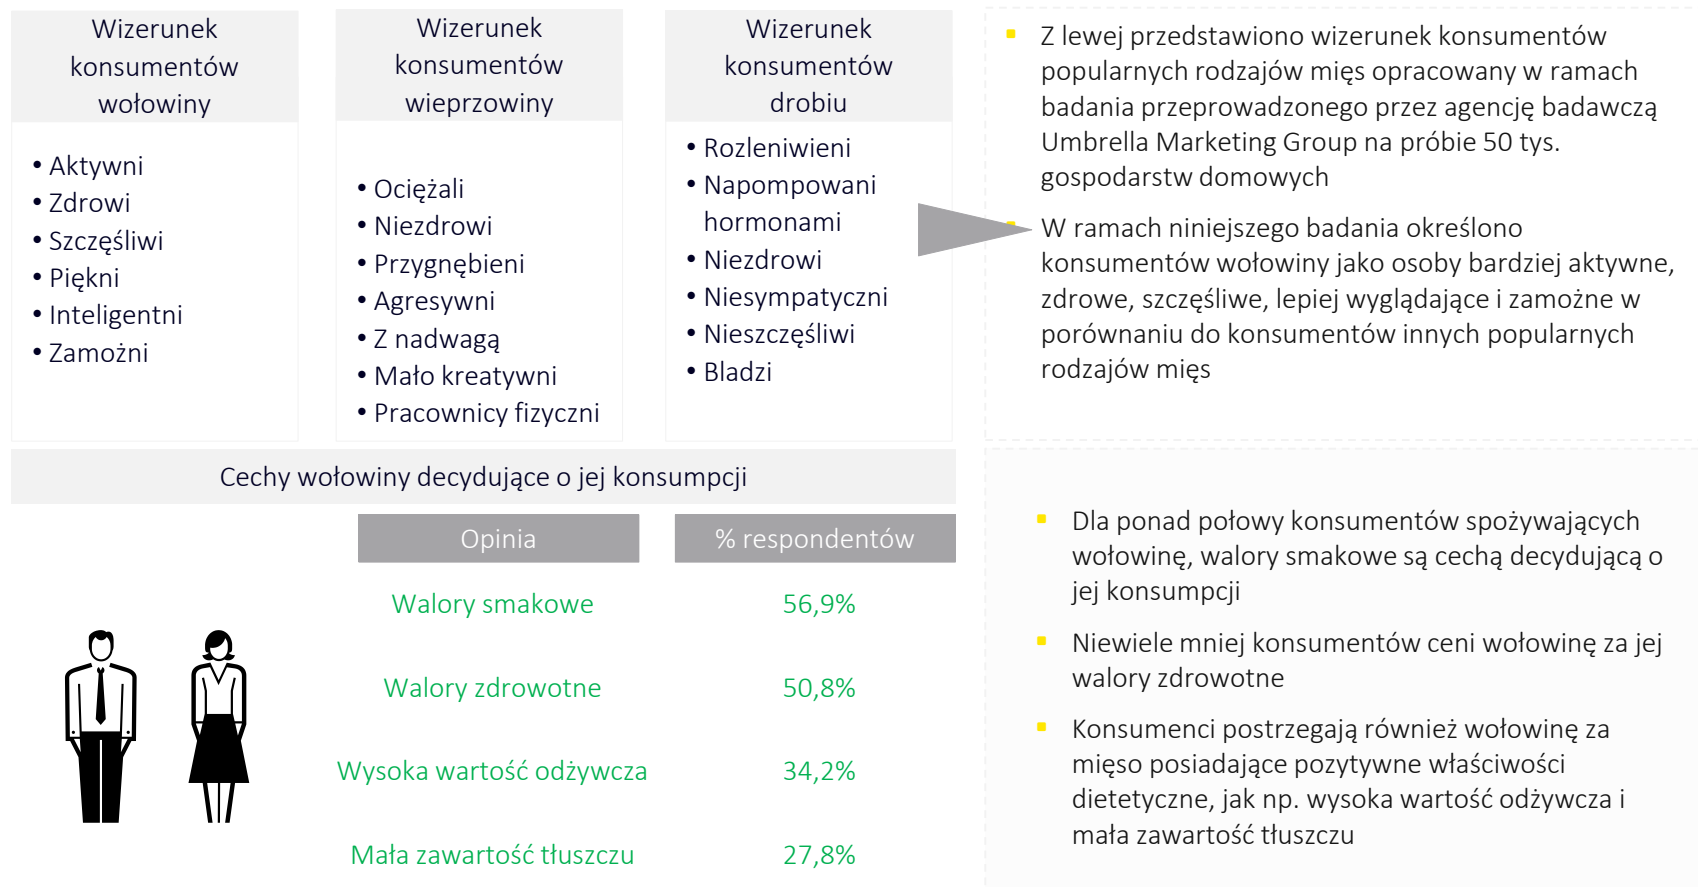 Wizerunek
konsumentów
wołowiny
• Aktywni
• Zdrowi
• Szczęśliwi
• Piękni
• Inteligentni
• Zamożni
Wizerunek
konsumentów
wieprzowiny
• Ociężali
• Niezdrowi
• Przygnębieni
• Agresywni
• Z nadwagą
• Mało kreatywni
• Pracownicy fizyczni
Wizerunek
konsumentów
drobiu
• Rozleniwieni
• Napompowani
hormonami
• Niezdrowi
• Niesympatyczni
• Nieszczęśliwi
• Bladzi
Z lewej przedstawiono wizerunek konsumentów
popularnych rodzajów mięs opracowany w ramach
badania przeprowadzonego przez agencję badawczą
Umbrella Marketing Group na próbie 50 tys.
gospodarstw domowych
W ramach niniejszego badania określono
konsumentów wołowiny jako osoby bardziej aktywne,
zdrowe, szczęśliwe, lepiej wyglądające i zamożne w
porównaniu do konsumentów innych popularnych
rodzajów mięs
Cechy wołowiny decydujące o jej konsumpcji
Opinia % respondentów
Walory smakowe 56,9%
Walory zdrowotne 50,8%
Wysoka wartość odżywcza 34,2%
Mała zawartość tłuszczu 27,8%
Dla ponad połowy konsumentów spożywających
wołowinę, walory smakowe są cechą decydującą o
jej konsumpcji
Niewiele mniej konsumentów ceni wołowinę za jej
walory zdrowotne
Konsumenci postrzegają również wołowinę za
mięso posiadające pozytywne właściwości
dietetyczne, jak np. wysoka wartość odżywcza i
mała zawartość tłuszczu